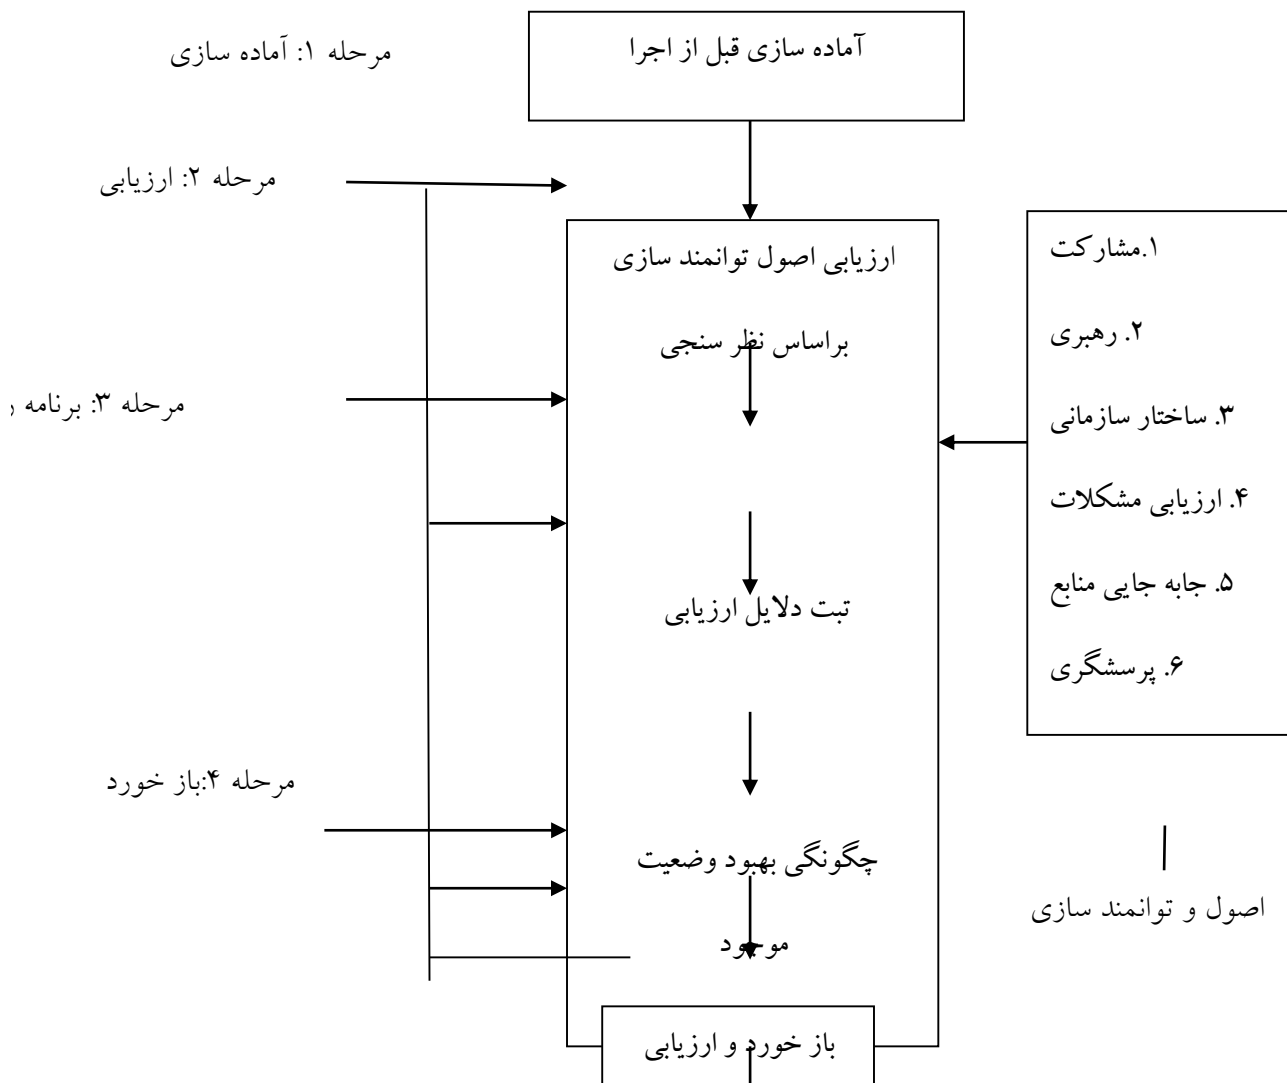 آماده سازی قبل از اجرا
مرحله ۱: آماده سازی
مرحله ۲: ارزیابی
ارزیابی اصول توانمند سازی
براساس نظر سنجی
۱.مشارکت
۲. رهبری
۳. ساختار سازمانی
۴. ارزیابی مشکلات
۵. جابه جایی منابع
۶. پرسشگری
مرحله ۳: برنامه
تبت دلایل ارزیابی
مرحله ۴:باز خورد
چگونگی بهبود وضعیت
موجود
اصول و توانمند سازی
باز خورد و ارزیابی